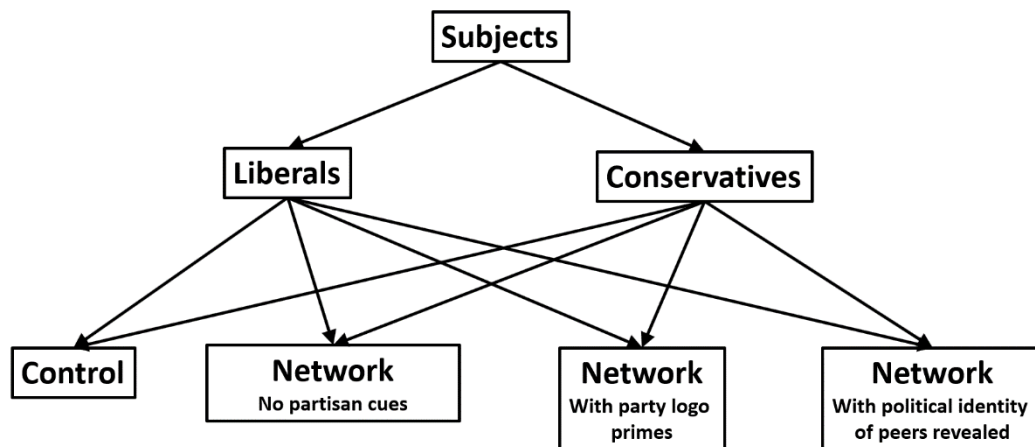 Subjects
Liberals
Conservatives
Control
Network
No partisan cues
Network
With party logo
primes
Network
With political identity
of peers revealed